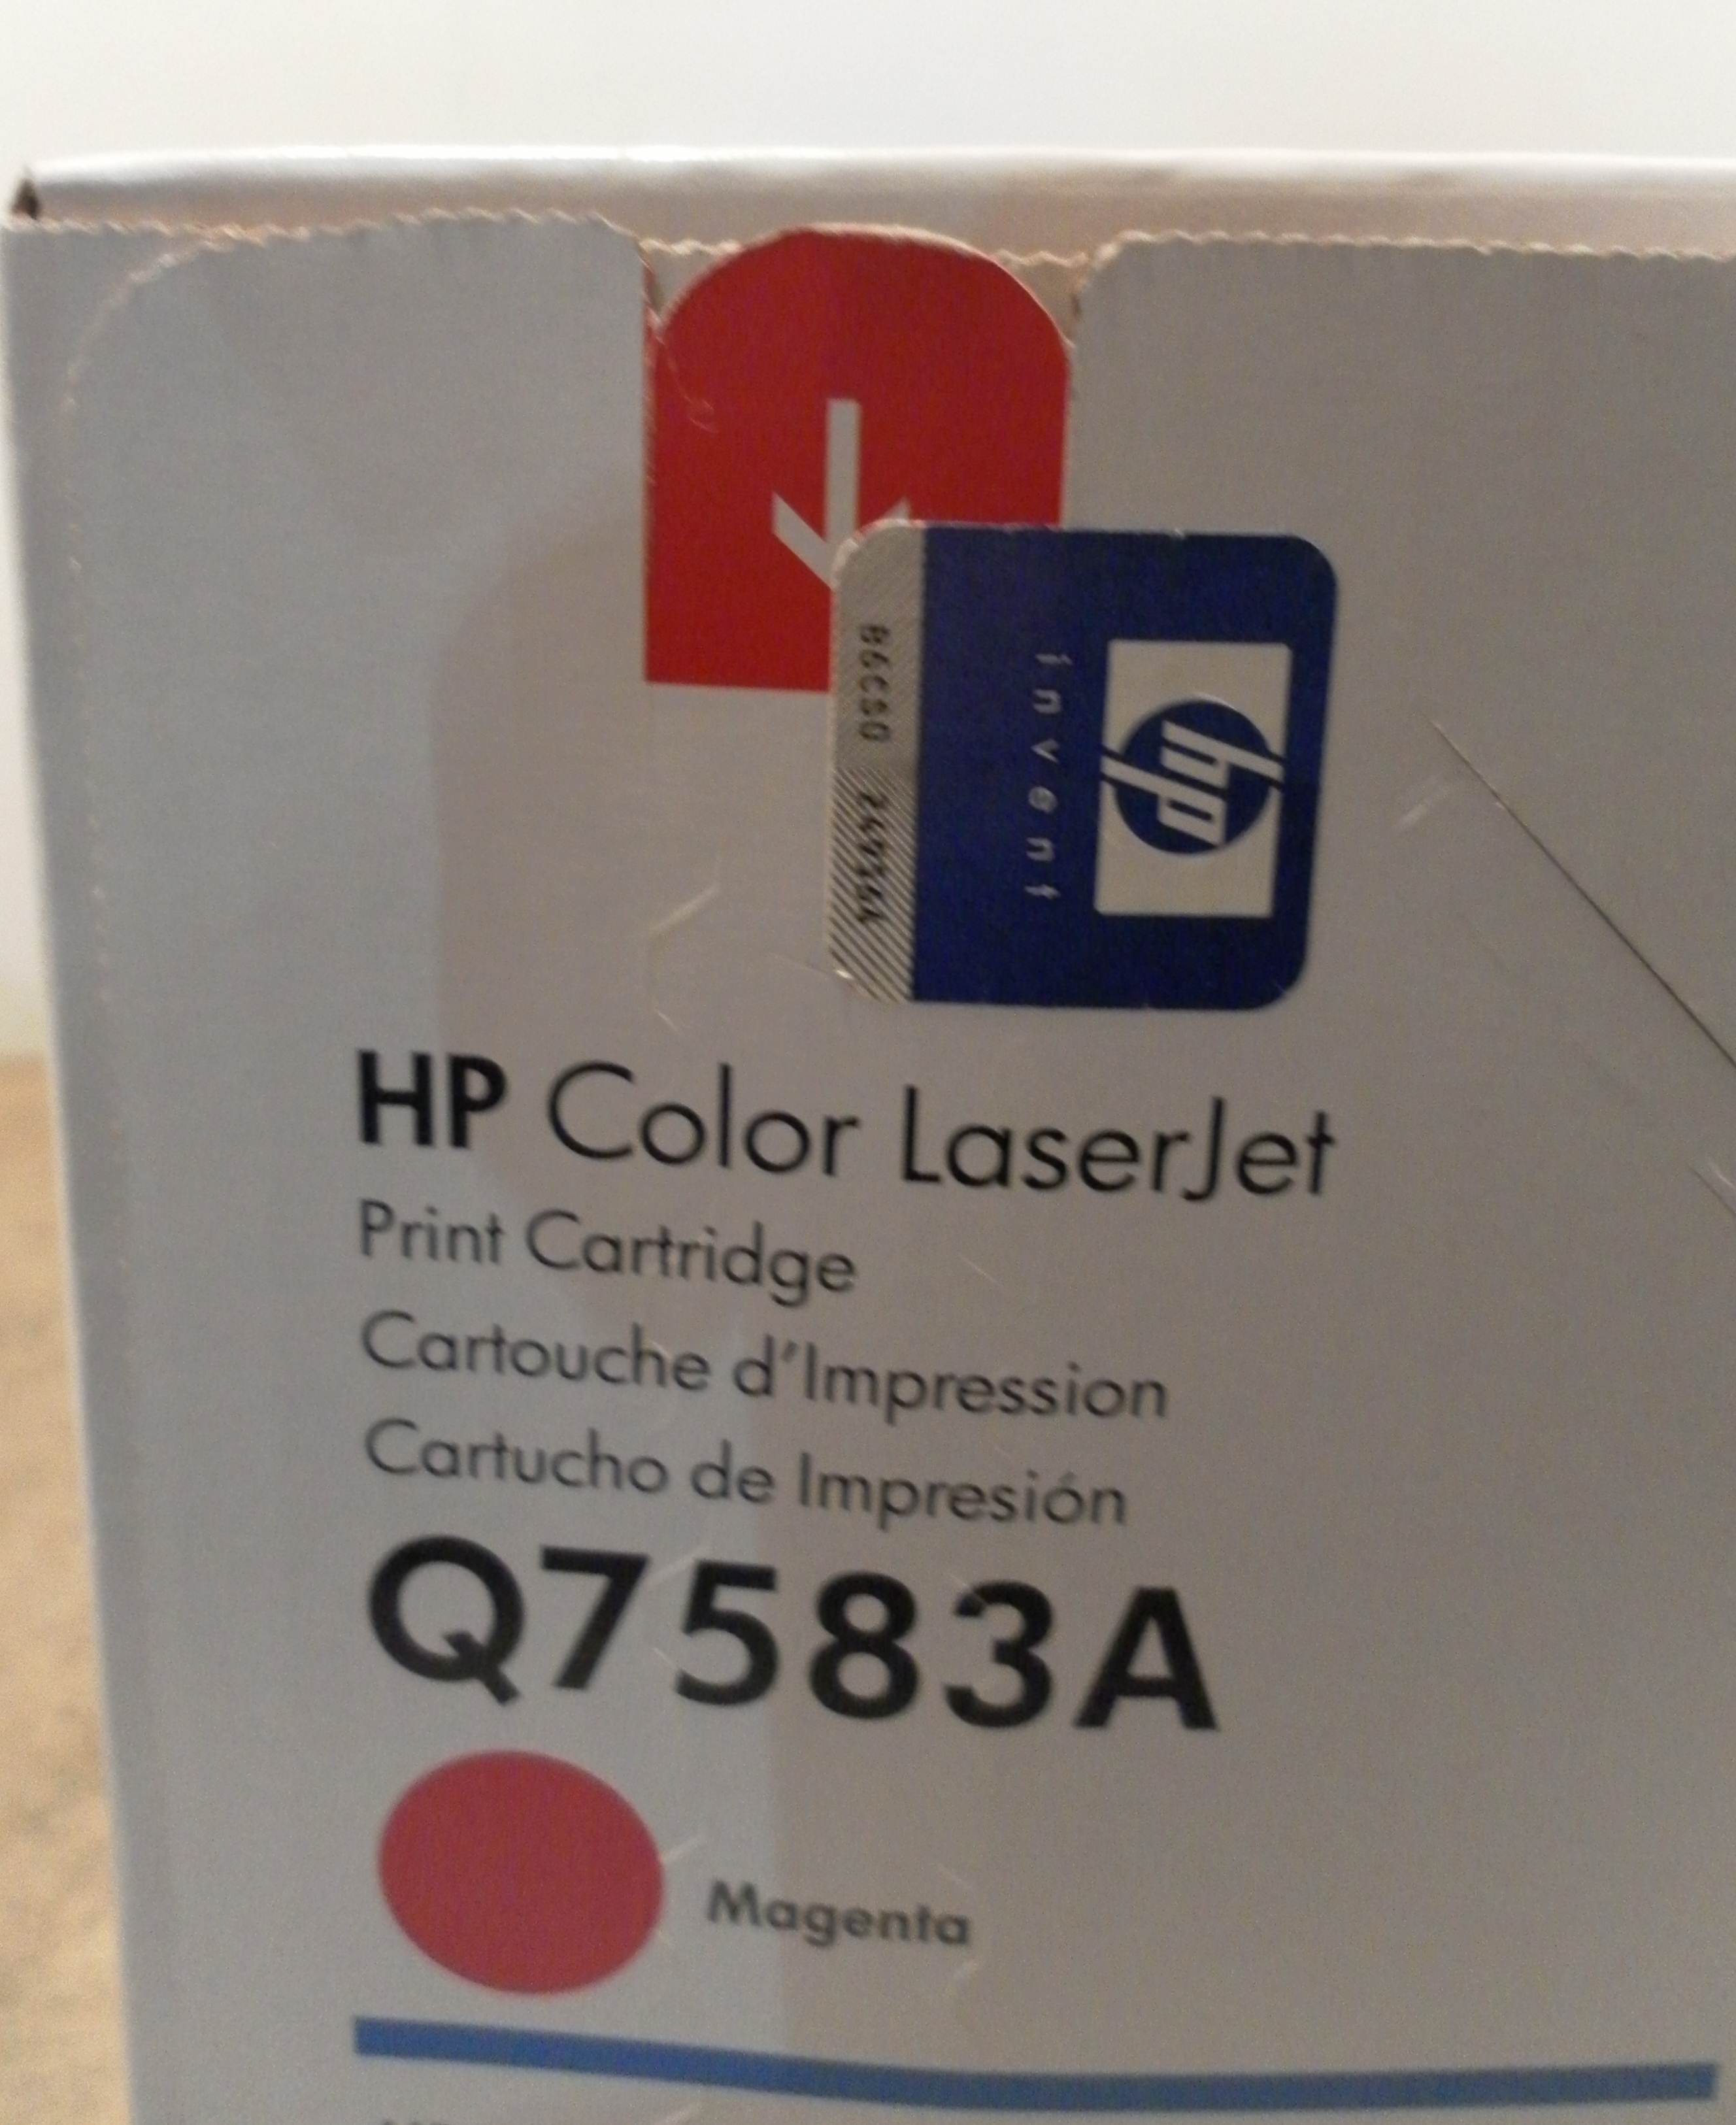 invent
hp
HP Color LaserJet
Print Cartridge
Cartouche d'Impression
Cartucho de Impresión
Q7583A
Magenta